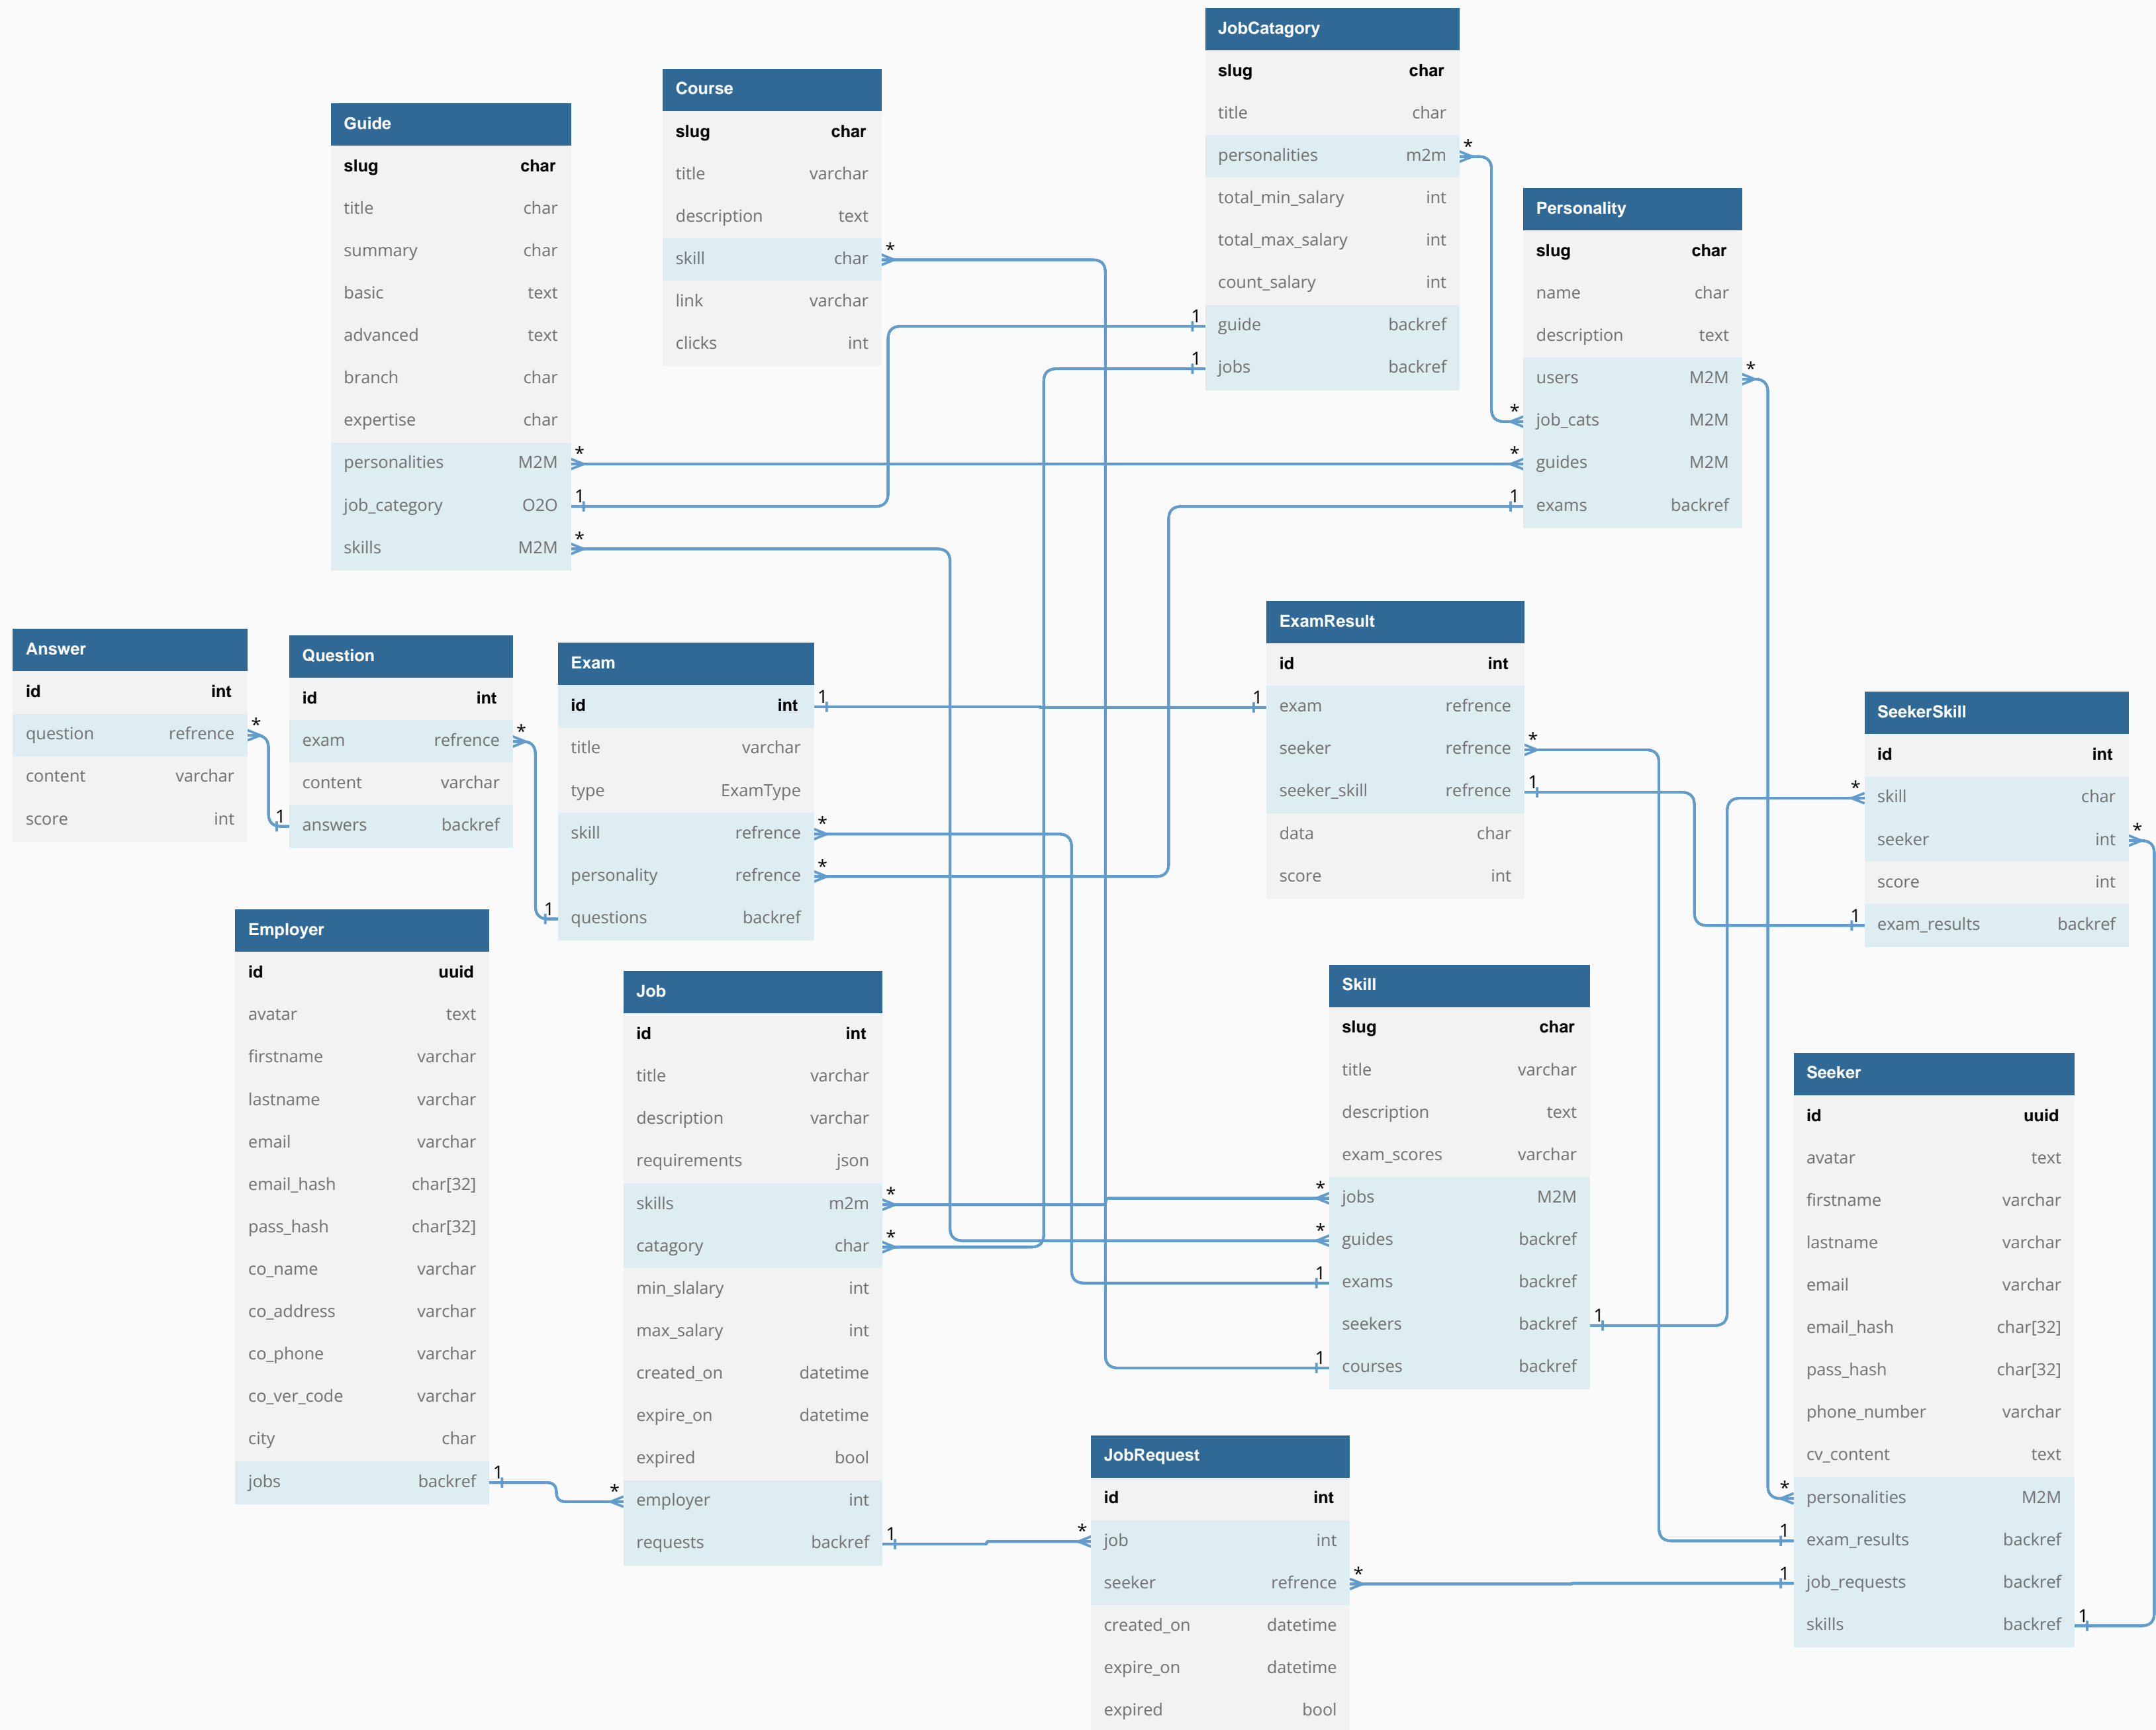 JobCatagory
slug char
title char
personalities m2m
total_min_salary int
total_max_salary int
count_salary int
guide backref
jobs backref
Course
slug char
title varchar
description text
skill char
link varchar
clicks int
Guide
slug char
title char
summary char
basic text
advanced text
branch char
expertise char
personalities M2M
job_category O2O
skills M2M
Personality
slug char
name char
description text
users M2M
job_cats M2M
guides M2M
exams backref
Answer
id int
question refrence
content varchar
score int
Question
id int
exam refrence
content varchar
answers backref
Exam
id int
title varchar
type ExamType
skill refrence
personality refrence
questions backref
ExamResult
id int
exam refrence
seeker refrence
seeker_skill refrence
data char
score int
SeekerSkill
id int
skill char
seeker int
score int
exam_results backref
Employer
id uuid
avatar text
firstname varchar
lastname varchar
email varchar
email_hash char[32]
pass_hash char[32]
co_name varchar
co_address varchar
co_phone varchar
co_ver_code varchar
city char
jobs backref
Job
id int
title varchar
description varchar
requirements json
skills m2m
catagory char
min_slalary int
max_salary int
created_on datetime
expire_on datetime
expired bool
employer int
requests backref
Skill
slug char
title varchar
description text
exam_scores varchar
jobs M2M
guides backref
exams backref
seekers backref
courses backref
Seeker
id uuid
avatar text
firstname varchar
lastname varchar
email varchar
email_hash char[32]
pass_hash char[32]
phone_number varchar
cv_content text
personalities M2M
exam_results backref
job_requests backref
skills backref
JobRequest
id int
job int
seeker refrence
created_on datetime
expire_on datetime
expired bool